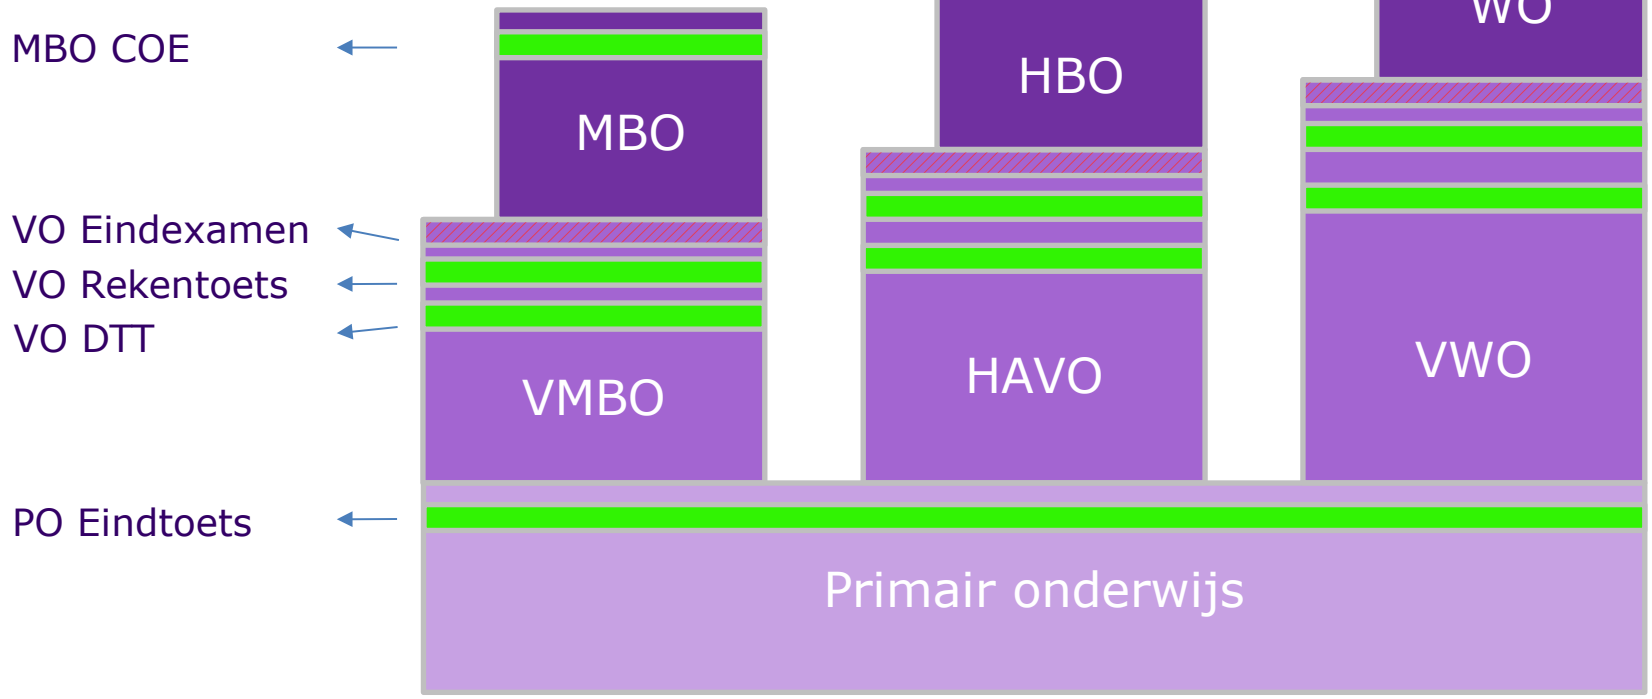 MBO COE
MBO
HBO
WO
VO Eindexamen
VO Rekentoets
VO DTT
VMBO
HAVO
VWO
PO Eindtoets
Primair onderwijs